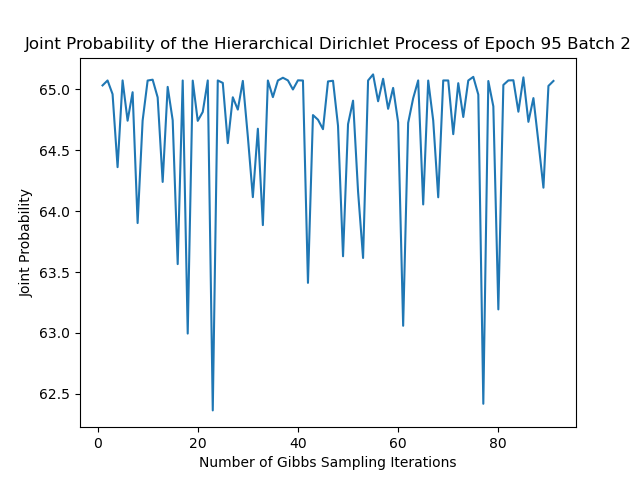 Joint Probability of the Hierarchical Dirichlet Process of Epoch 95 Batch 2
65.0
64.5
64.0
63.5
63.0
62.5
Joint Probability
0 20 40 60 80
Number of Gibbs Sampling Iterations